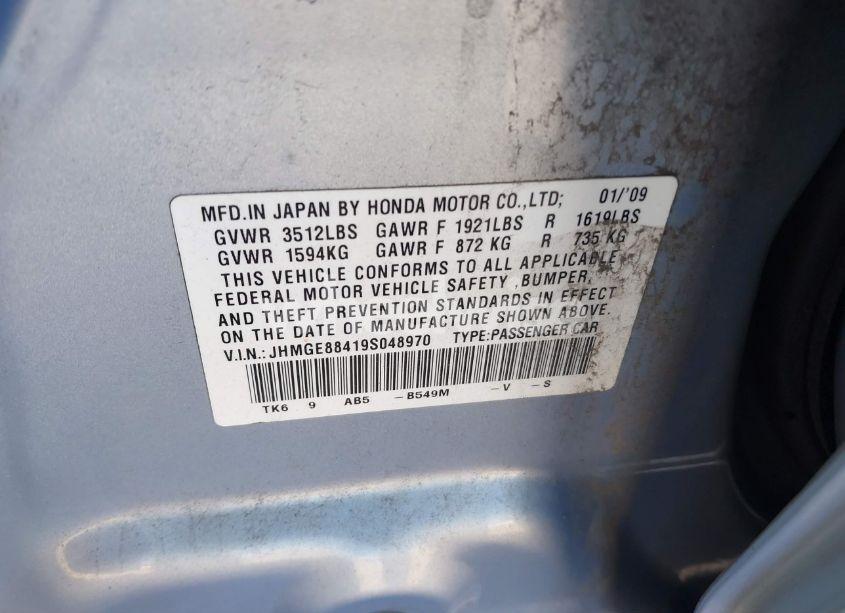 MFD.IN JAPAN BY HONDA MOTOR CO.,LTD; 01/'09
GVWR 3512LBS GAWR F 1921LBS R 1619LBS
GVWR 1594KG GAWR F 872 KG R 735 KG
THIS VEHICLE CONFORMS TO ALL APPLICABLE
FEDERAL MOTOR VEHICLE SAFETY ,BUMPER,
AND THEFT PREVENTION STANDARDS IN EFFECT
ON THE DATE OF MANUFACTURE SHOWN ABOVE.
V.I.N.: JHMGE88419S048970 TYPE:PASSENGER CAR
TK6 9 AB5 -B549M -V -S